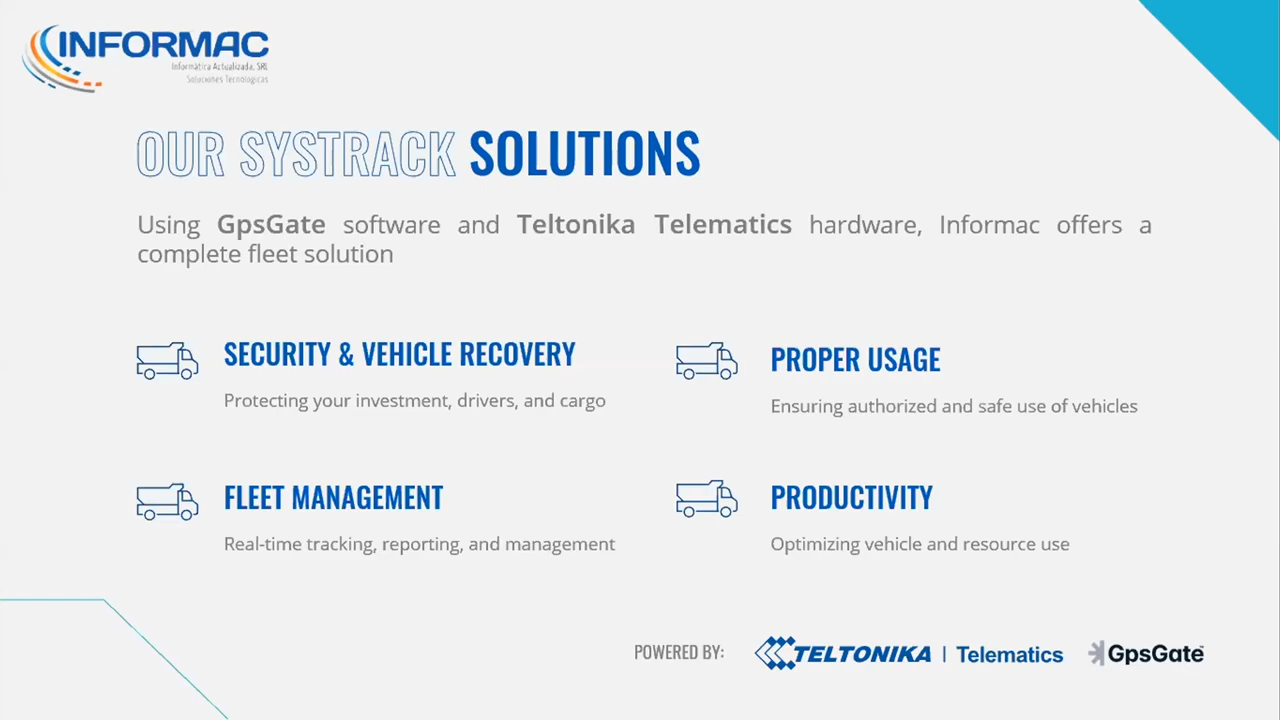 INFORMAC
Informática Actualizada, SRL
Soluciones Tecnológicas
OUR SYSTRACK SOLUTIONS
Using GpsGate software and Teltonika Telematics hardware, Informac offers a
complete fleet solution
SECURITY & VEHICLE RECOVERY
Protecting your investment, drivers, and cargo
PROPER USAGE
Ensuring authorized and safe use of vehicles
FLEET MANAGEMENT
Real-time tracking, reporting, and management
PRODUCTIVITY
Optimizing vehicle and resource use
POWERED BY: TELTONIKA | Telematics GpsGate